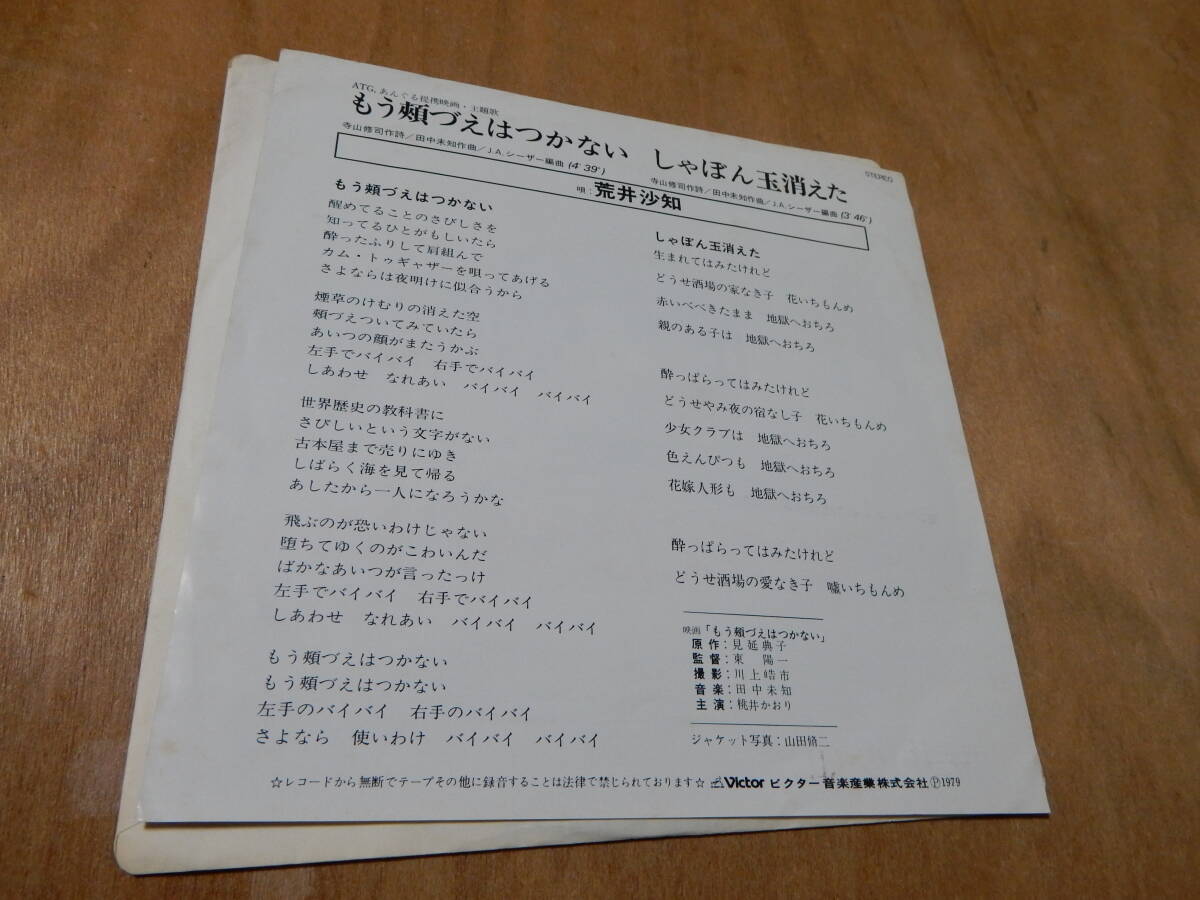 ATG, あんぐる提携映画・主題歌
もう頰づえはつかない
寺山修司作詩／田中未知作曲／J.A.シーザー編曲 (4′39″)
しゃぼん玉消えた
寺山修司作詩／田中未知作曲／J.A.シーザー編曲 (3′46″)
STEREO
唄：荒井沙知
もう頰づえはつかない
醒めてることのさびしさを
知ってるひとがもしいたら
酔ったふりして肩組んで
カム・トゥギャザーを唄ってあげる
さよならは夜明けに似合うから
煙草のけむりの消えた空
頰づえついてみていたら
あいつの顔がまたうかぶ
左手でバイバイ　右手でバイバイ
しあわせ　なれあい　バイバイ　バイバイ
世界歴史の教科書に
さびしいという文字がない
古本屋まで売りにゆき
しばらく海を見て帰る
あしたから一人になろうかな
飛ぶのが恐いわけじゃない
堕ちてゆくのがこわいんだ
ばかなあいつが言ったっけ
左手でバイバイ　右手でバイバイ
しあわせ　なれあい　バイバイ　バイバイ
もう頰づえはつかない
もう頰づえはつかない
左手のバイバイ　右手のバイバイ
さよなら　使いわけ　バイバイ　バイバイ
しゃぼん玉消えた
生まれてはみたけれど
どうせ酒場の家なき子　花いちもんめ
赤いべべきたまま　地獄へおちろ
親のある子は　地獄へおちろ
酔っぱらってはみたけれど
どうせやみ夜の宿なし子　花いちもんめ
少女クラブは　地獄へおちろ
色えんぴつも　地獄へおちろ
花嫁人形も　地獄へおちろ
酔っぱらってはみたけれど
どうせ酒場の愛なき子　嘘いちもんめ
映画「もう頰づえはつかない」
原作：見延典子
監督：東　陽一
撮影：川上皓市
音楽：田中未知
主演：桃井かおり
ジャケット写真：山田脩二
☆レコードから無断でテープその他に録音することは法律で禁じられております☆ Victor ビクター音楽産業株式会社 Ⓟ1979